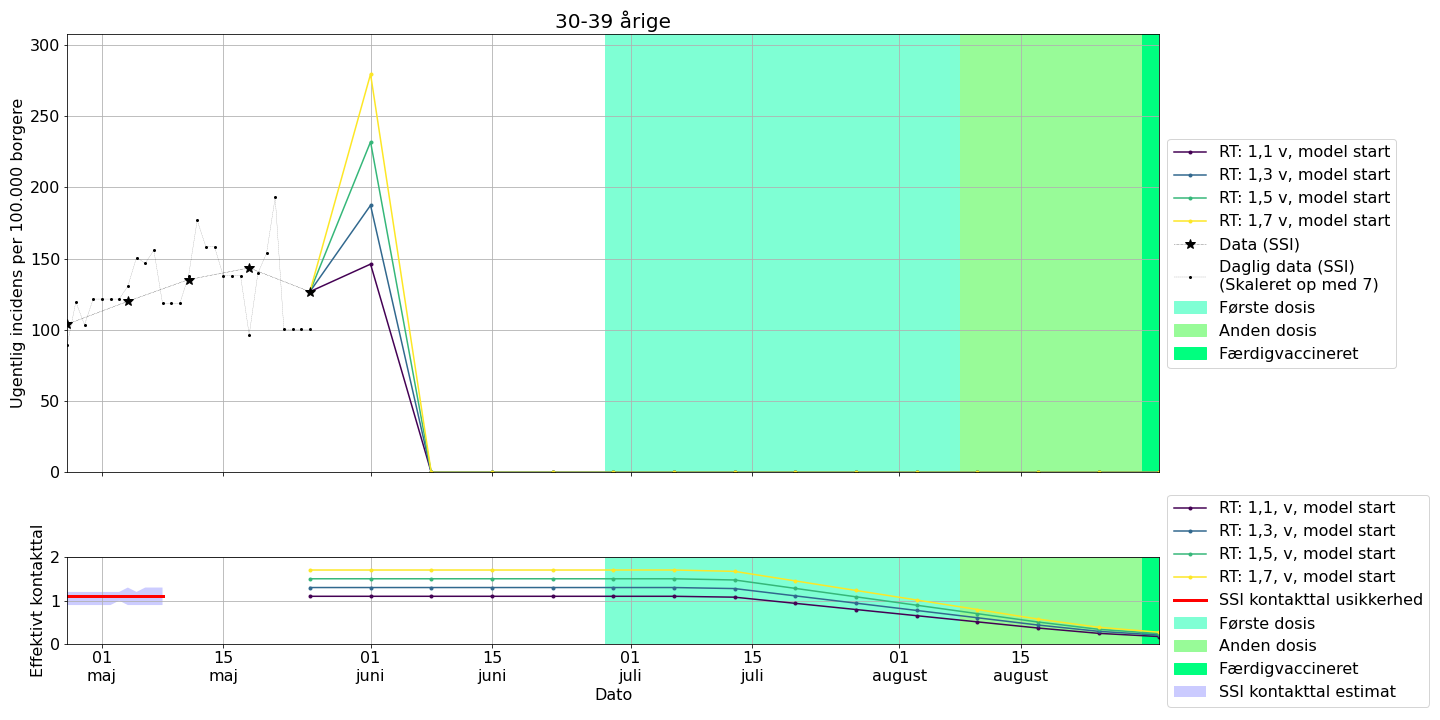 30-39 årige
Ugentlig incidens per 100.000 borgere
300
250
200
150
100
50
0
RT: 1,1 v, model start
RT: 1,3 v, model start
RT: 1,5 v, model start
RT: 1,7 v, model start
Data (SSI)
Daglig data (SSI)
(Skaleret op med 7)
Første dosis
Anden dosis
Færdigvaccineret
Effektivt kontakttal
2
1
0
01
maj
15
maj
01
juni
15
juni
01
juli
15
juli
01
august
15
august
Dato
RT: 1,1, v, model start
RT: 1,3, v, model start
RT: 1,5, v, model start
RT: 1,7, v, model start
SSI kontakttal usikkerhed
Første dosis
Anden dosis
Færdigvaccineret
SSI kontakttal estimat